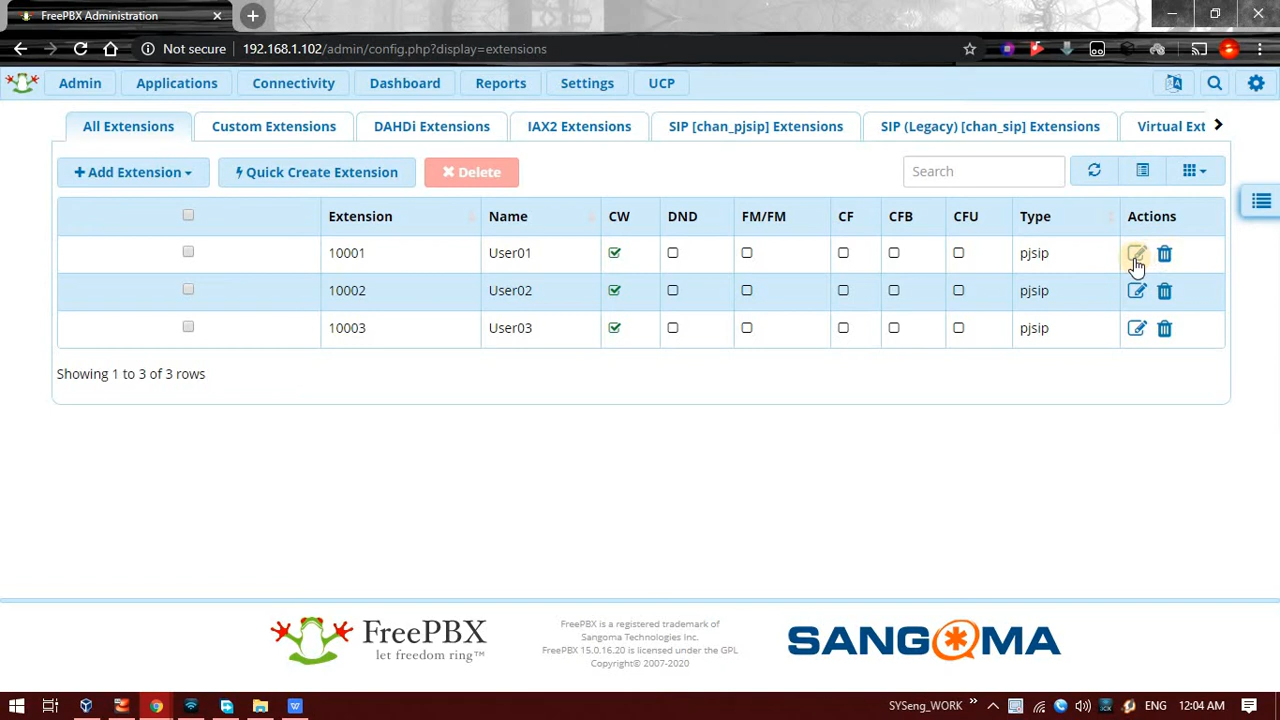 FreePBX Administration
Not secure
192.168.1.102/admin/config.php?display=extensions
Admin
Applications
Connectivity
Dashboard
Reports
Settings
UCP
All Extensions
Custom Extensions
DAHDi Extensions
IAX2 Extensions
SIP [chan_pjsip] Extensions
SIP (Legacy) [chan_sip] Extensions
Virtual Ext
Add Extension
Quick Create Extension
Delete
Search
Extension Name CW DND FM/FM CF CFB CFU Type Actions
10001 User01 pjsip
10002 User02 pjsip
10003 User03 pjsip
Showing 1 to 3 of 3 rows
FreePBX
let freedom ring™
FreePBX is a registered trademark of
Sangoma Technologies Inc.
FreePBX 15.0.16.20 is licensed under the GPL
Copyright© 2007-2020
SANGOMA
SYSeng_WORK
ENG
12:04 AM